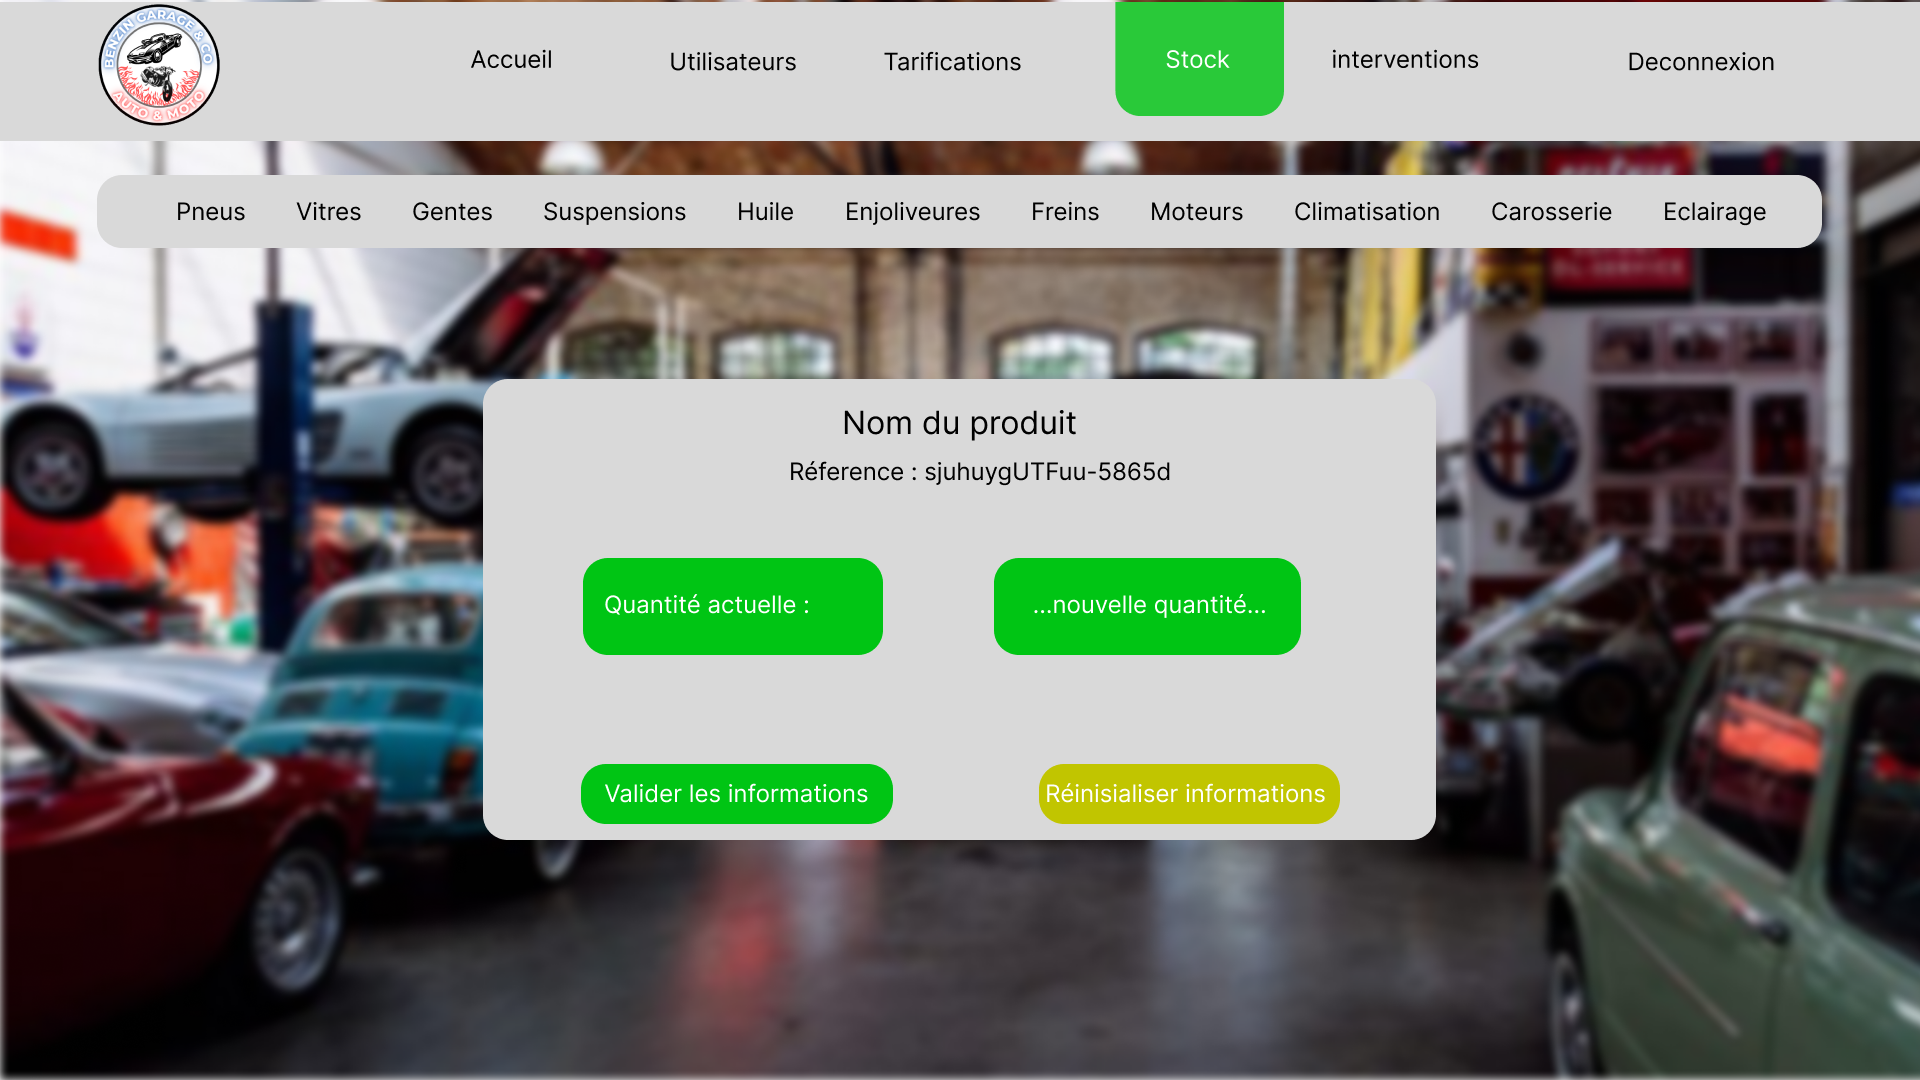 BENZIN GARAGE & CO
AUTO & MOTO
Accueil Utilisateurs Tarifications Stock interventions Deconnexion
Pneus Vitres Gentes Suspensions Huile Enjoliveures Freins Moteurs Climatisation Carosserie Eclairage
Nom du produit
Réference : sjuhuygUTFuu-5865d
Quantité actuelle : ...nouvelle quantité...
Valider les informations Réinisialiser informations